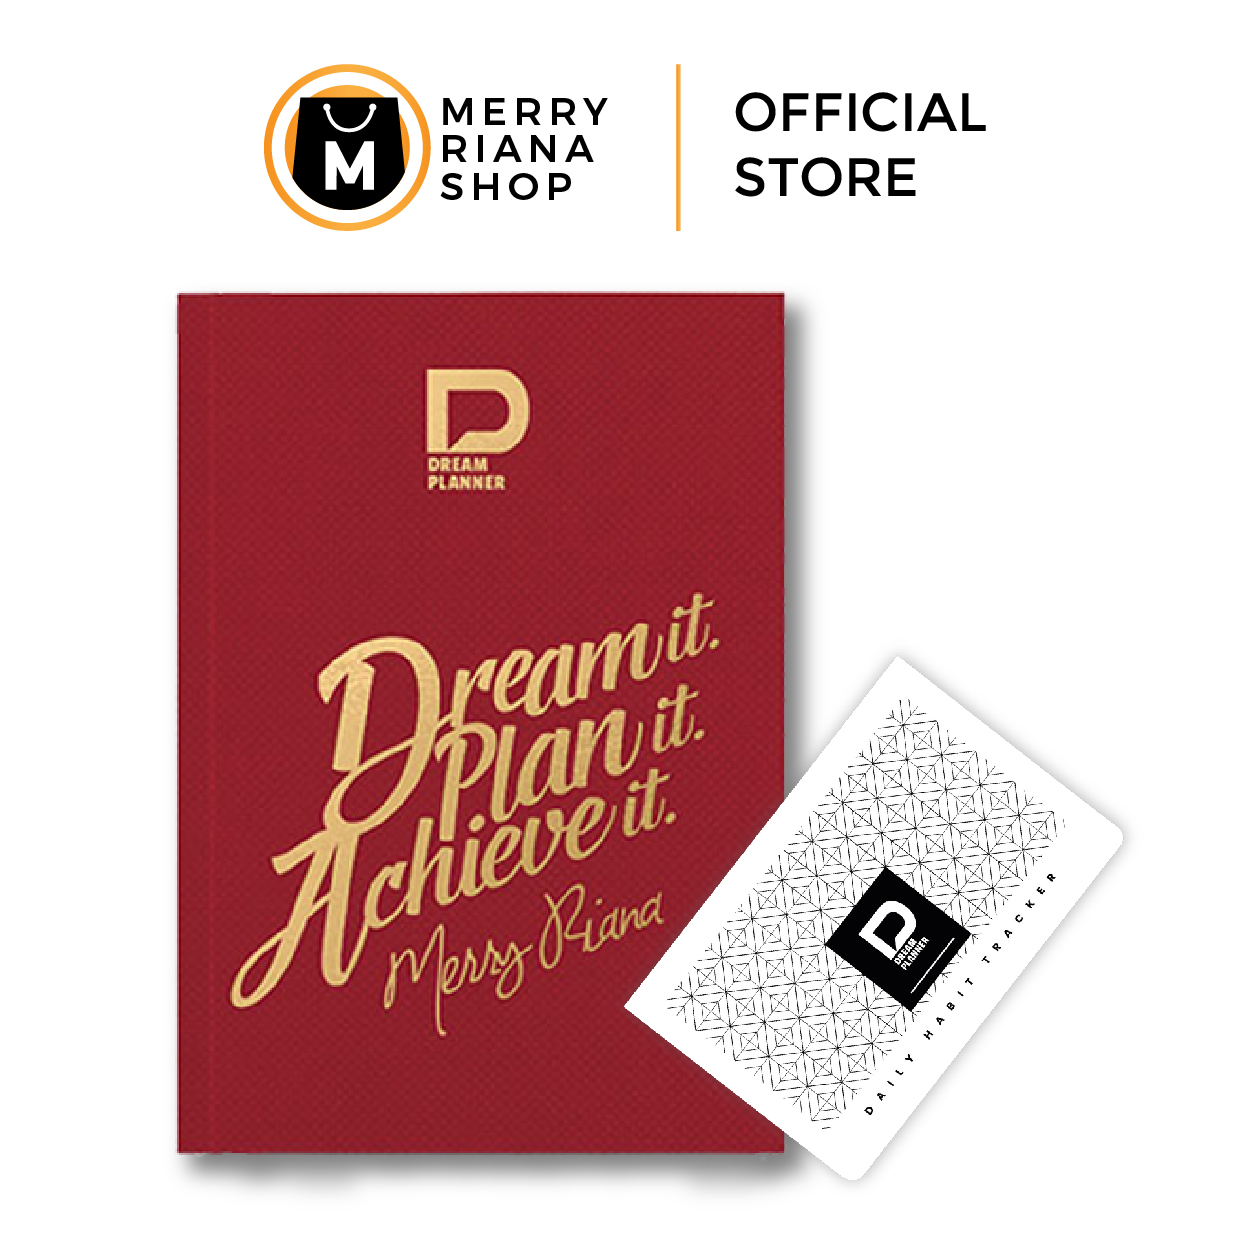 M
MERRY
RIANA
SHOP
OFFICIAL
STORE
DREAM
PLANNER
Dream it.
Plan it.
Achieve it.
Merry Riana
DREAM
PLANNER
DAILY HABIT TRACKER